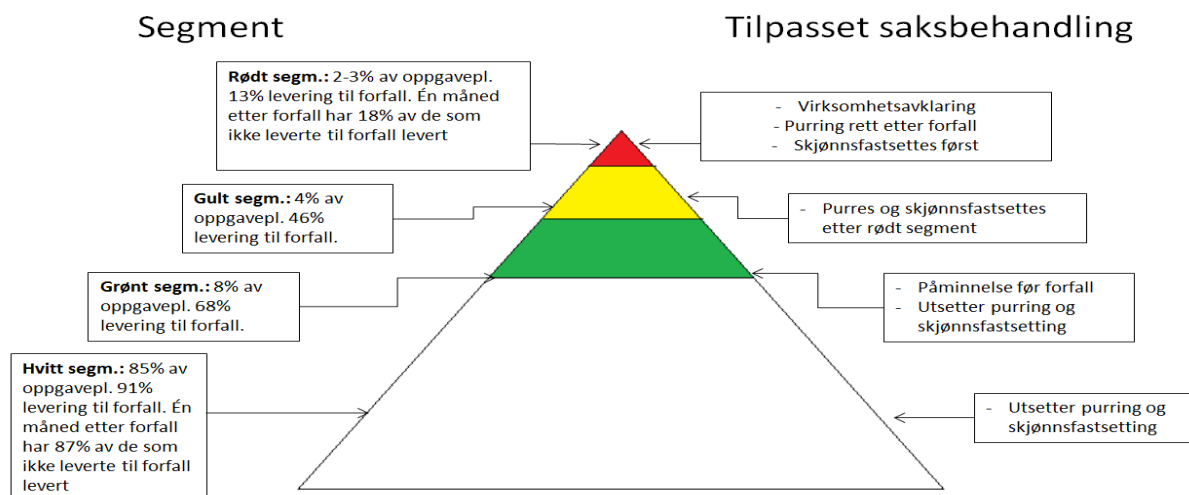 Segment
Tilpasset saksbehandling
Rødt segm.: 2-3% av oppgavepl.
13% levering til forfall. Én måned
etter forfall har 18% av de som
ikke leverte til forfall levert
- Virksomhetsavklaring
- Purring rett etter forfall
- Skjønnsfastsettes først
Gult segm.: 4% av
oppgavepl. 46%
levering til forfall.
- Purres og skjønnsfastsettes
etter rødt segment
Grønt segm.: 8% av
oppgavepl. 68%
levering til forfall.
- Påminnelse før forfall
- Utsetter purring og
skjønnsfastsetting
Hvitt segm.: 85% av
oppgavepl. 91%
levering til forfall. Én
måned etter forfall
har 87% av de som
ikke leverte til forfall
levert
- Utsetter purring og
skjønnsfastsetting